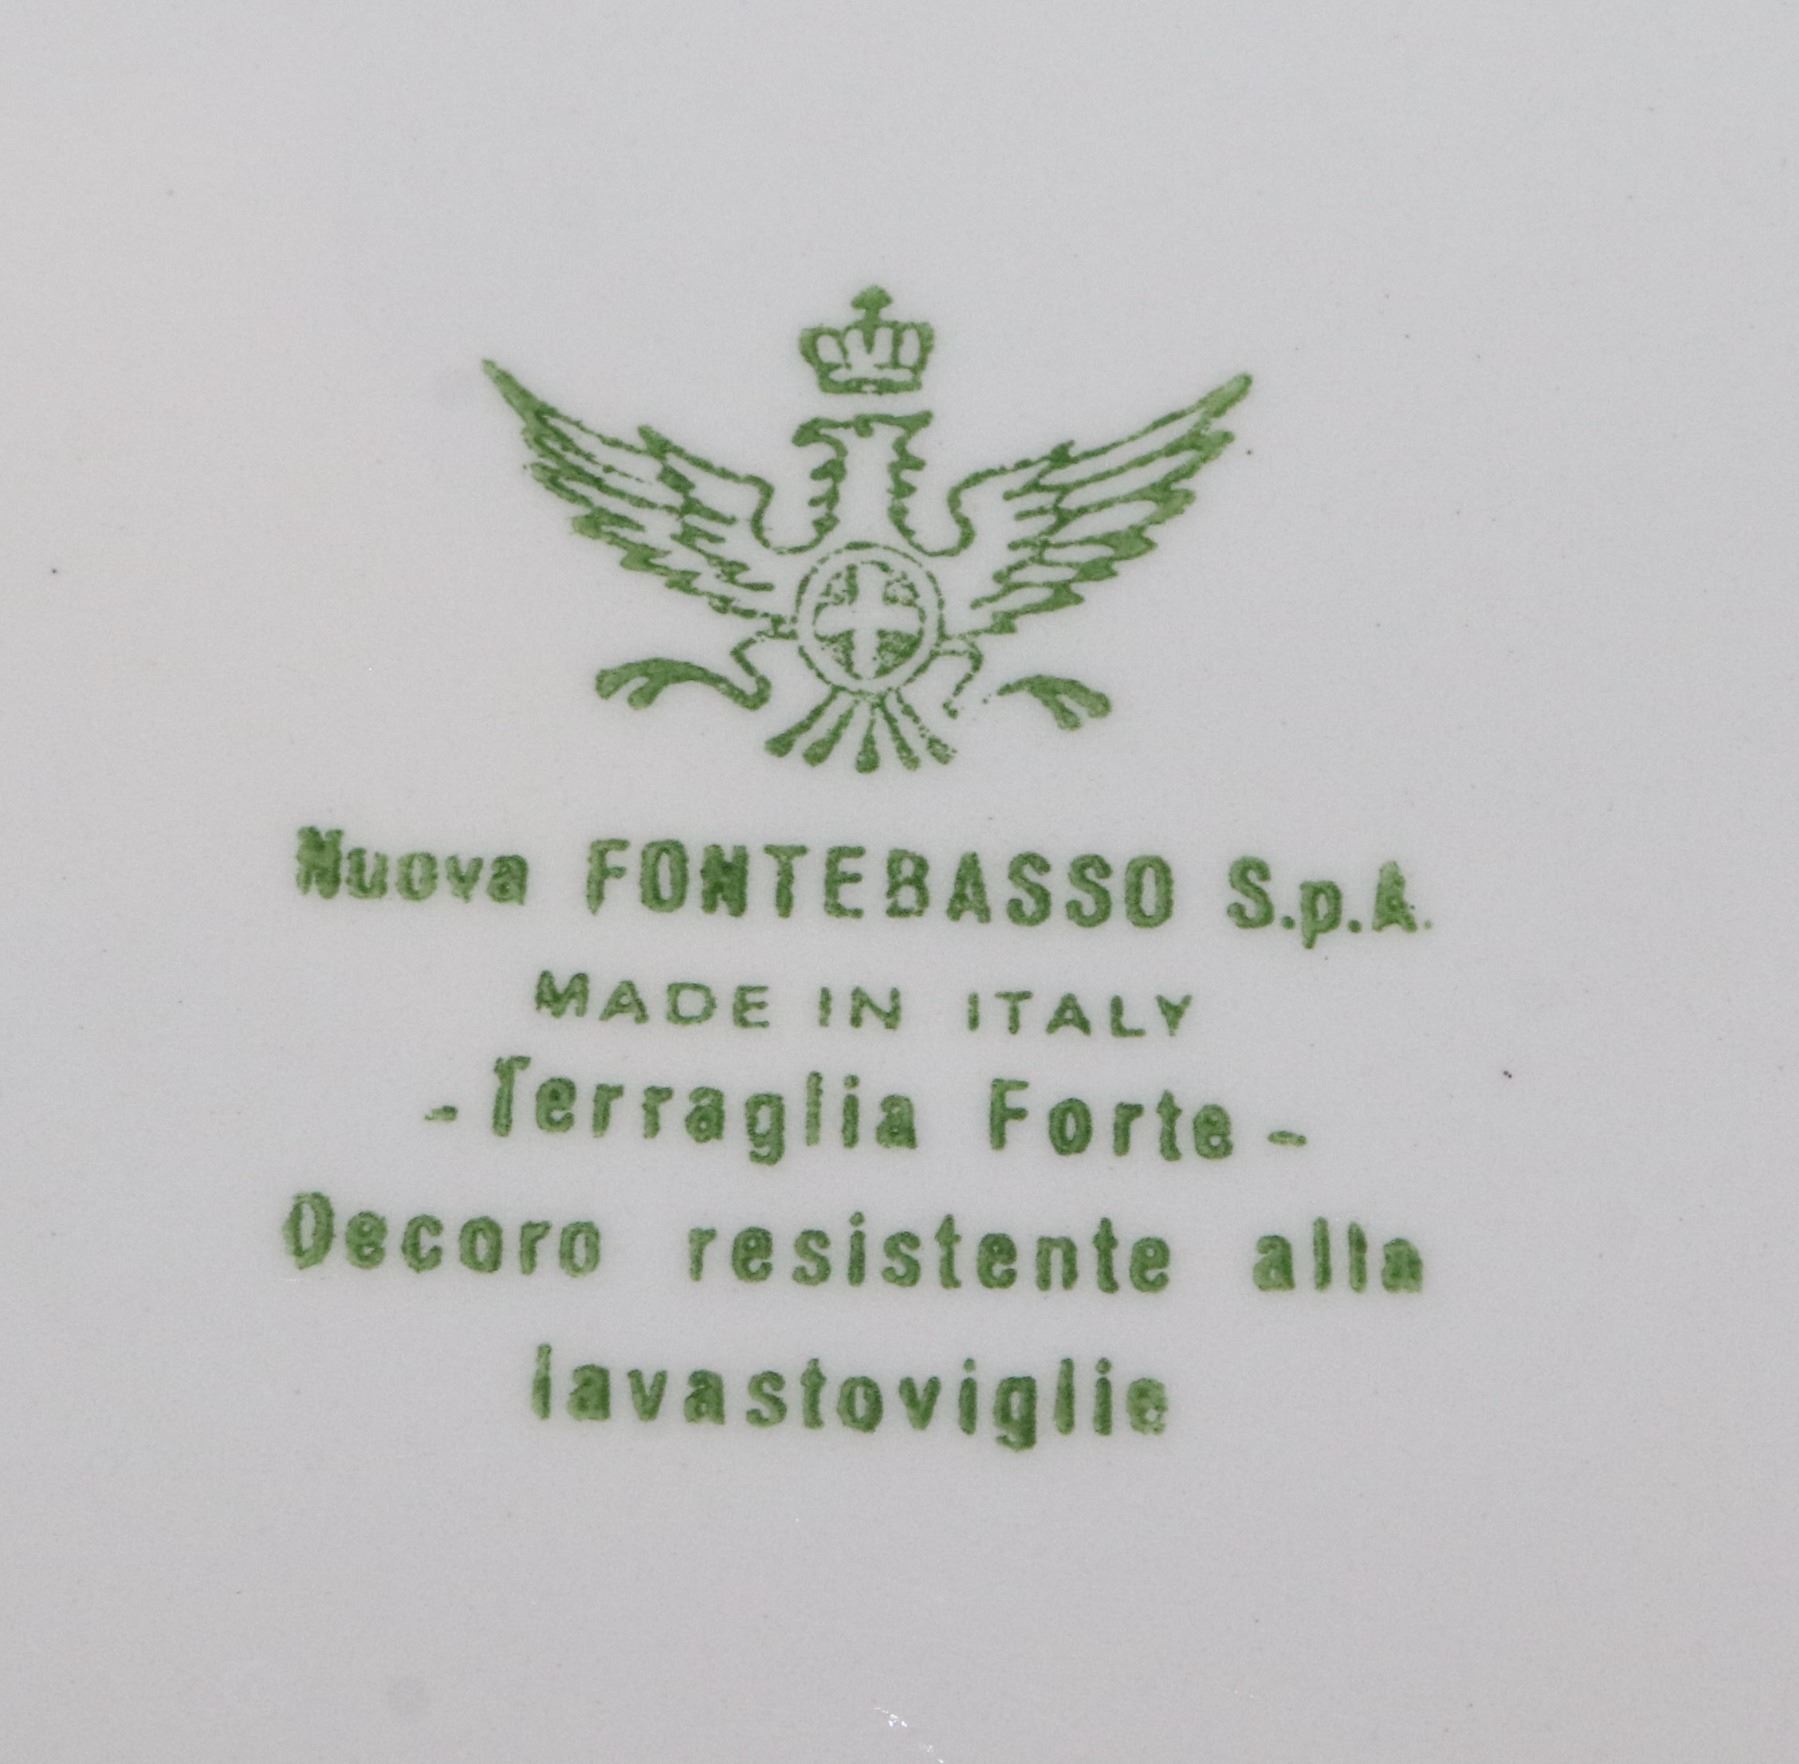 Nuova FONTEBASSO S.p.A.
MADE IN ITALY
- Terraglia Forte -
Decoro resistente alla
lavastoviglie